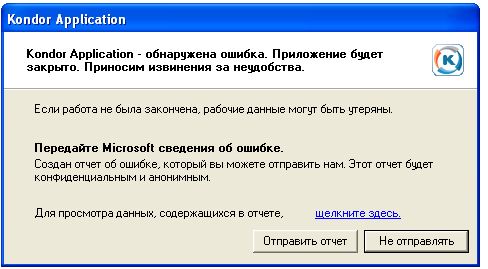 Kondor Application
Kondor Application - обнаружена ошибка. Приложение будет
закрыто. Приносим извинения за неудобства.
K
Если работа не была закончена, рабочие данные могут быть утеряны.
Передайте Microsoft сведения об ошибке.
Создан отчет об ошибке, который вы можете отправить нам. Этот отчет будет
конфиденциальным и анонимным.
Для просмотра данных, содержащихся в отчете, щелкните здесь.
Отправить отчет Не отправлять